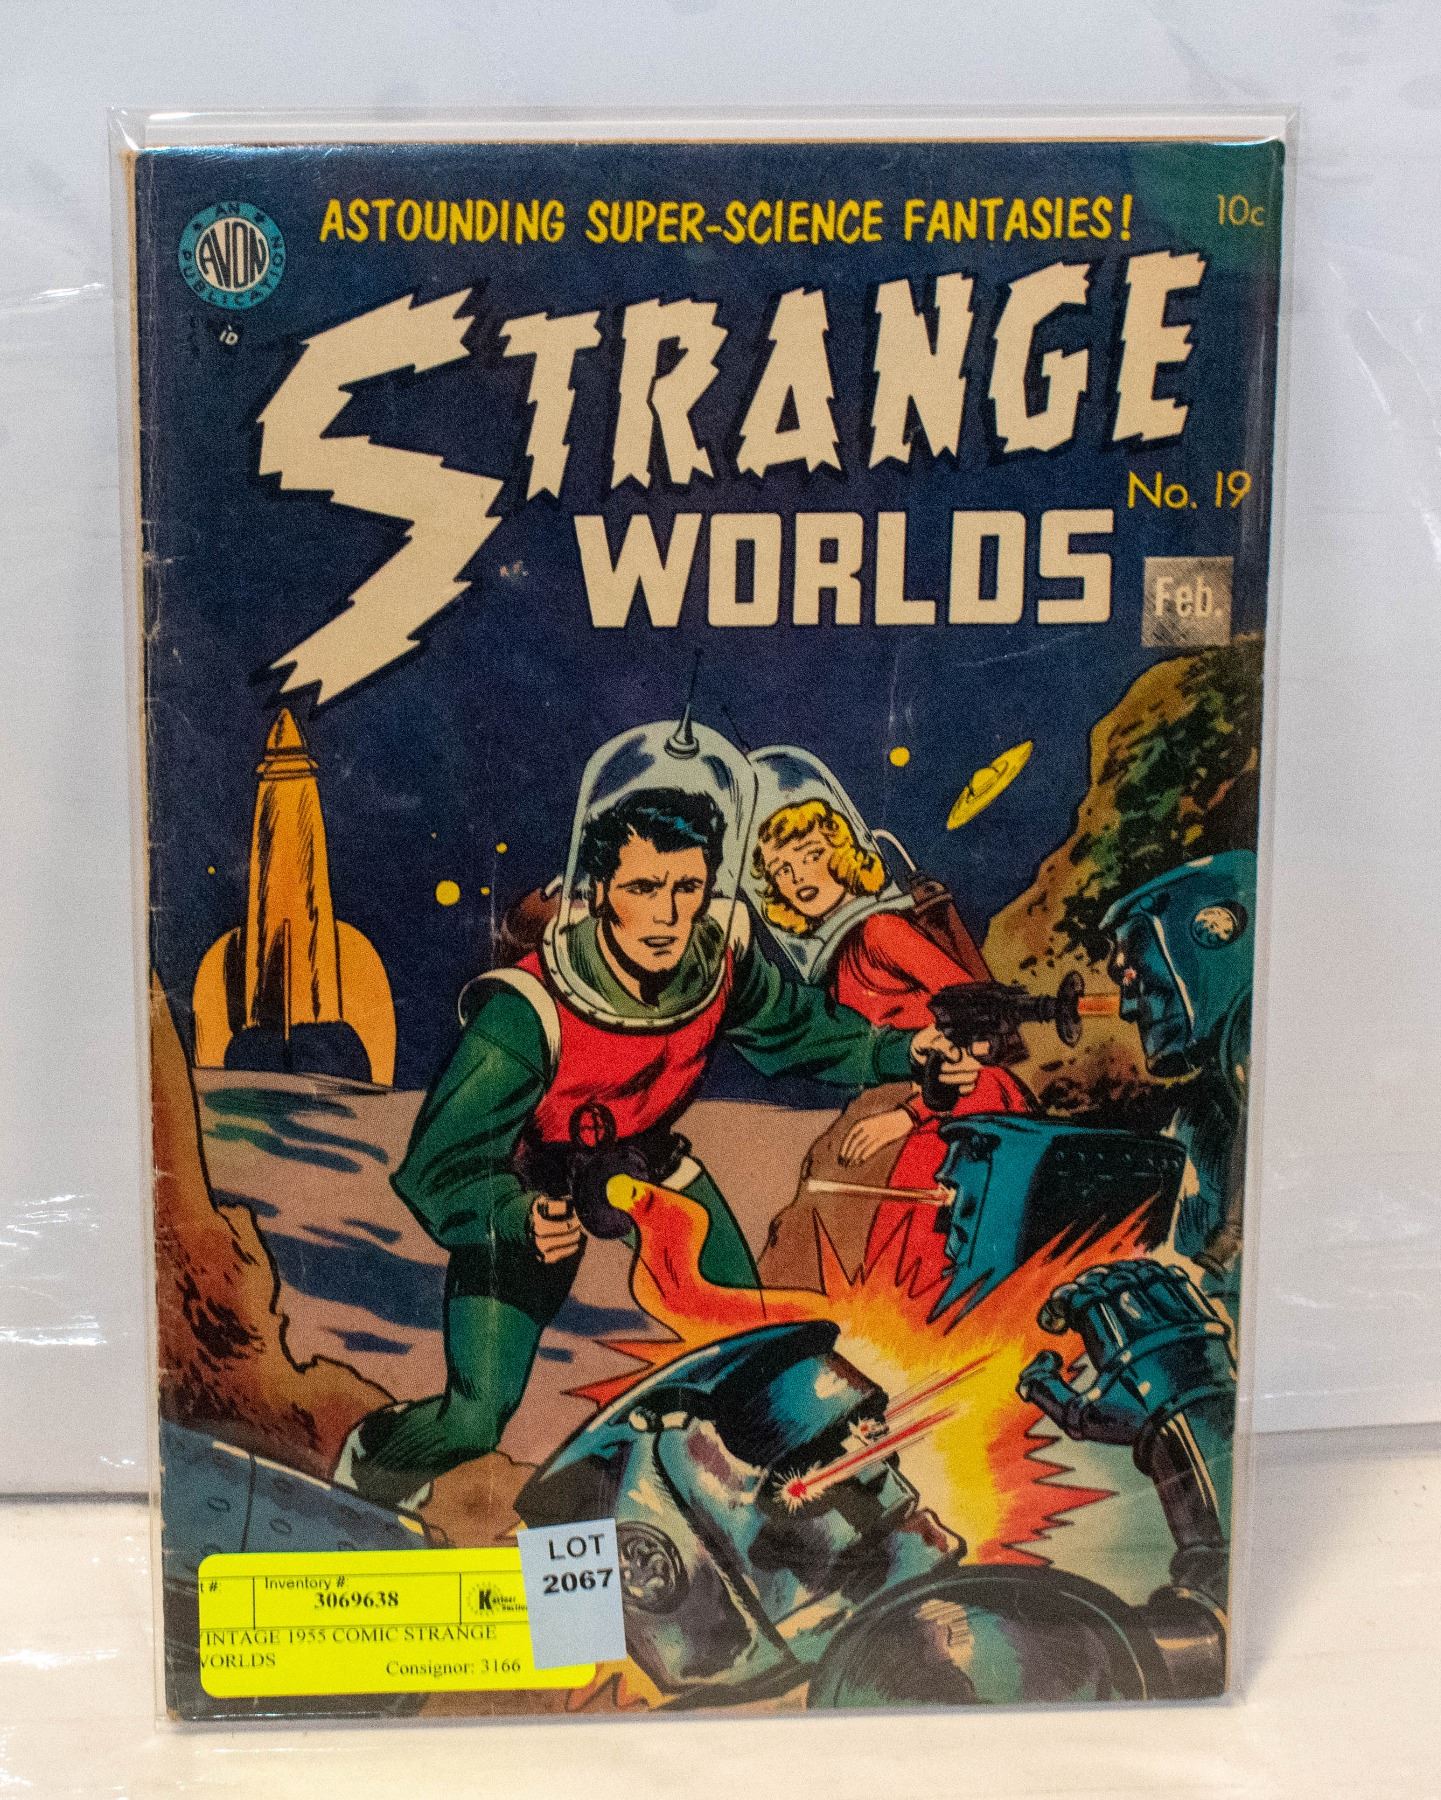 ASTOUNDING SUPER-SCIENCE FANTASIES!
10c
AN AVON PUBLICATION
STRANGE
WORLDS
No. 19
Feb.
LOT
2067
t #:
Inventory #:
3069638
INTAGE 1955 COMIC STRANGE
WORLDS
Consignor: 3166